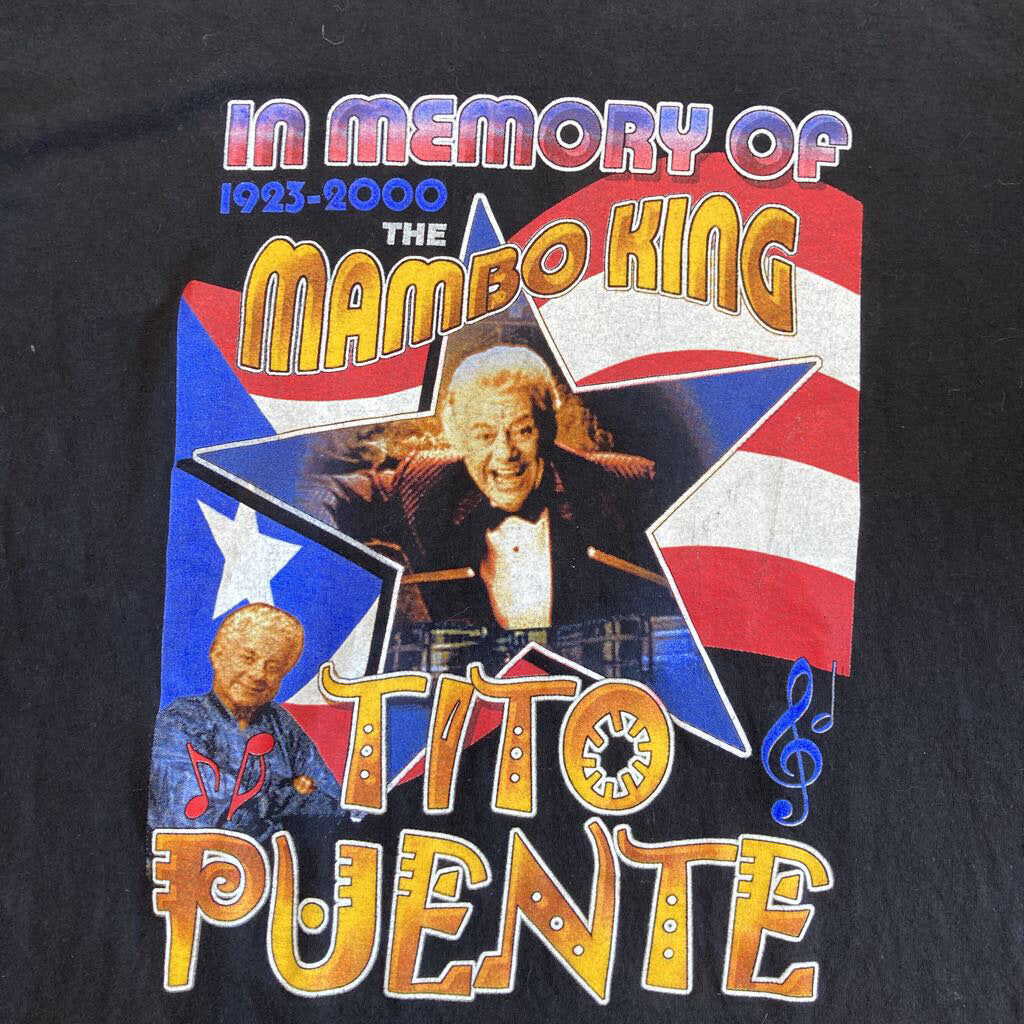 IN MEMORY OF
1923-2000
THE
MAMBO KING
TITO
PUENTE